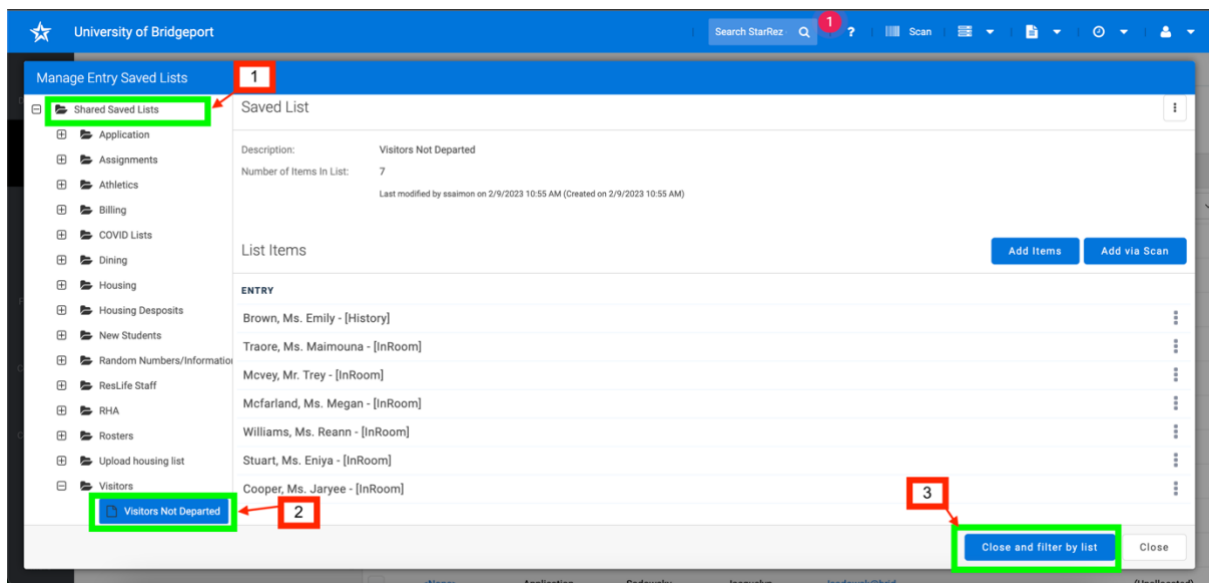 University of Bridgeport
Search StarRez
1
?
Scan
Manage Entry Saved Lists
1
Shared Saved Lists
Application
Assignments
Athletics
Billing
COVID Lists
Dining
Housing
Housing Desposits
New Students
Random Numbers/Information
ResLife Staff
RHA
Rosters
Upload housing list
Visitors
Visitors Not Departed
2
Saved List
Description: Visitors Not Departed
Number of Items In List: 7
Last modified by ssaimon on 2/9/2023 10:55 AM (Created on 2/9/2023 10:55 AM)
List Items
Add Items
Add via Scan
ENTRY
Brown, Ms. Emily - [History]
Traore, Ms. Maimouna - [InRoom]
Mcvey, Mr. Trey - [InRoom]
Mcfarland, Ms. Megan - [InRoom]
Williams, Ms. Reann - [InRoom]
Stuart, Ms. Eniya - [InRoom]
Cooper, Ms. Jaryee - [InRoom]
3
Close and filter by list
Close